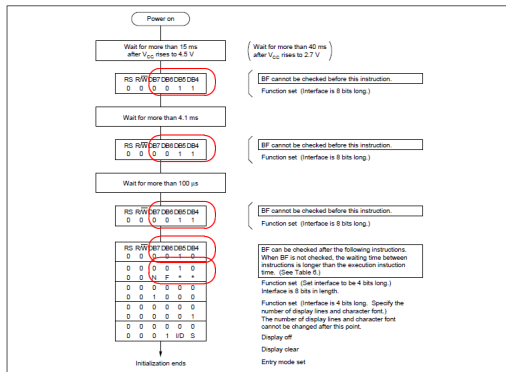 Power on
Wait for more than 15 ms
after VCC rises to 4.5 V
Wait for more than 40 ms
after VCC rises to 2.7 V
RS R/W DB7 DB6 DB5 DB4
0 0 0 0 1 1
BF cannot be checked before this instruction.
Function set (Interface is 8 bits long.)
Wait for more than 4.1 ms
RS R/W DB7 DB6 DB5 DB4
0 0 0 0 1 1
BF cannot be checked before this instruction.
Function set (Interface is 8 bits long.)
Wait for more than 100 µs
RS R/W DB7 DB6 DB5 DB4
0 0 0 0 1 1
BF cannot be checked before this instruction.
Function set (Interface is 8 bits long.)
RS R/W DB7 DB6 DB5 DB4
0 0 0 0 1 0
0 0 0 0 1 0
0 0 N F * *
0 0 0 0 0 0
0 0 1 0 0 0
0 0 0 0 0 0
0 0 0 0 0 1
0 0 0 0 0 0
0 0 0 1 I/D S
Initialization ends
BF can be checked after the following instructions.
When BF is not checked, the waiting time between
instructions is longer than the execution instuction
time. (See Table 6.)
Function set (Set interface to be 4 bits long.)
Interface is 8 bits in length.
Function set (Interface is 4 bits long. Specify the
number of display lines and character font.)
The number of display lines and character font
cannot be changed after this point.
Display off
Display clear
Entry mode set